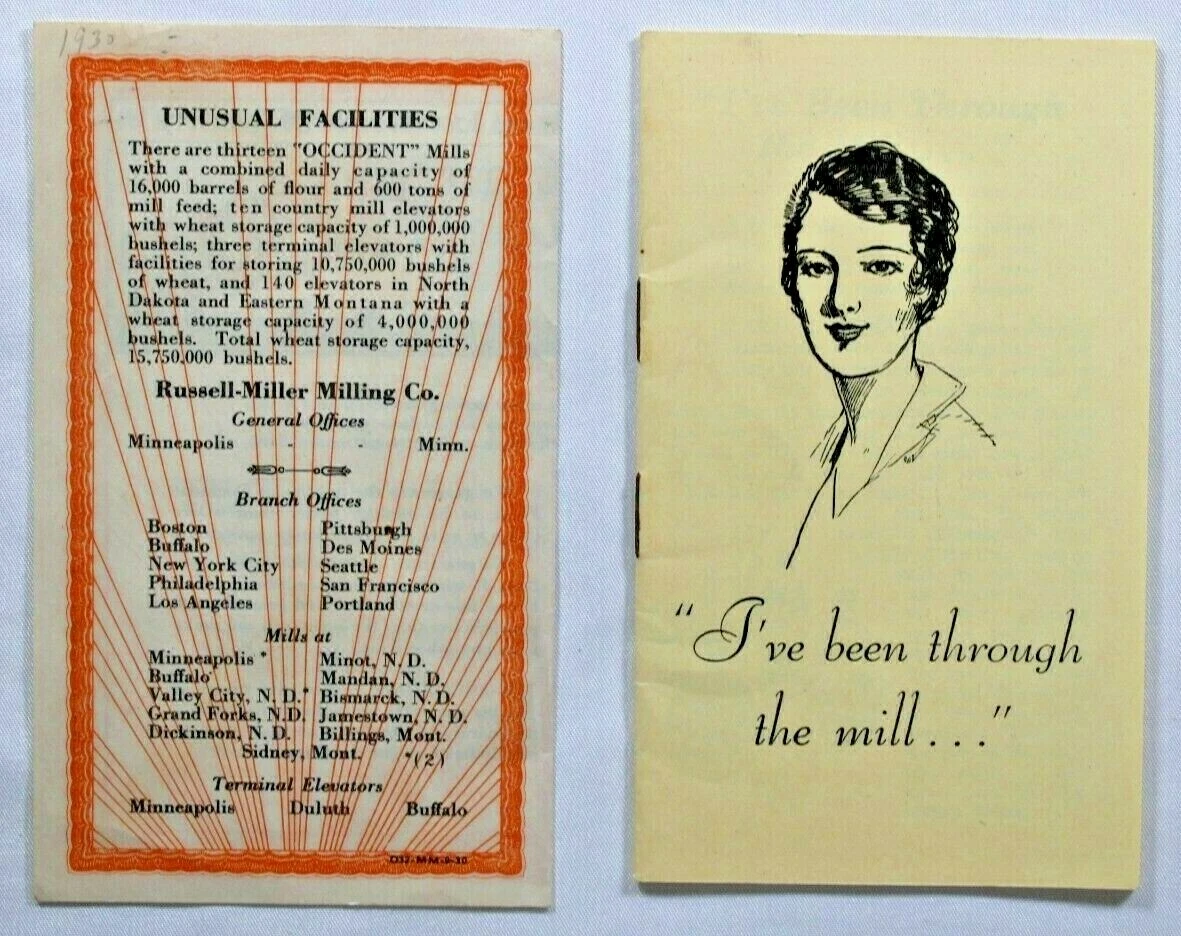 1930
UNUSUAL FACILITIES
There are thirteen "OCCIDENT" Mills
with a combined daily capacity of
16,000 barrels of flour and 600 tons of
mill feed; ten country mill elevators
with wheat storage capacity of 1,000,000
bushels; three terminal elevators with
facilities for storing 10,750,000 bushels
of wheat, and 140 elevators in North
Dakota and Eastern Montana with a
wheat storage capacity of 4,000,000
bushels. Total wheat storage capacity,
15,750,000 bushels.
Russell-Miller Milling Co.
General Offices
Minneapolis - - Minn.
Branch Offices
Boston Pittsburgh
Buffalo Des Moines
New York City Seattle
Philadelphia San Francisco
Los Angeles Portland
Mills at
Minneapolis * Minot, N. D.
Buffalo Mandan, N. D.
Valley City, N. D.* Bismarck, N. D.
Grand Forks, N.D. Jamestown, N. D.
Dickinson, N. D. Billings, Mont.
Sidney, Mont. *(2)
Terminal Elevators
Minneapolis Duluth Buffalo
"I've been through
the mill..."